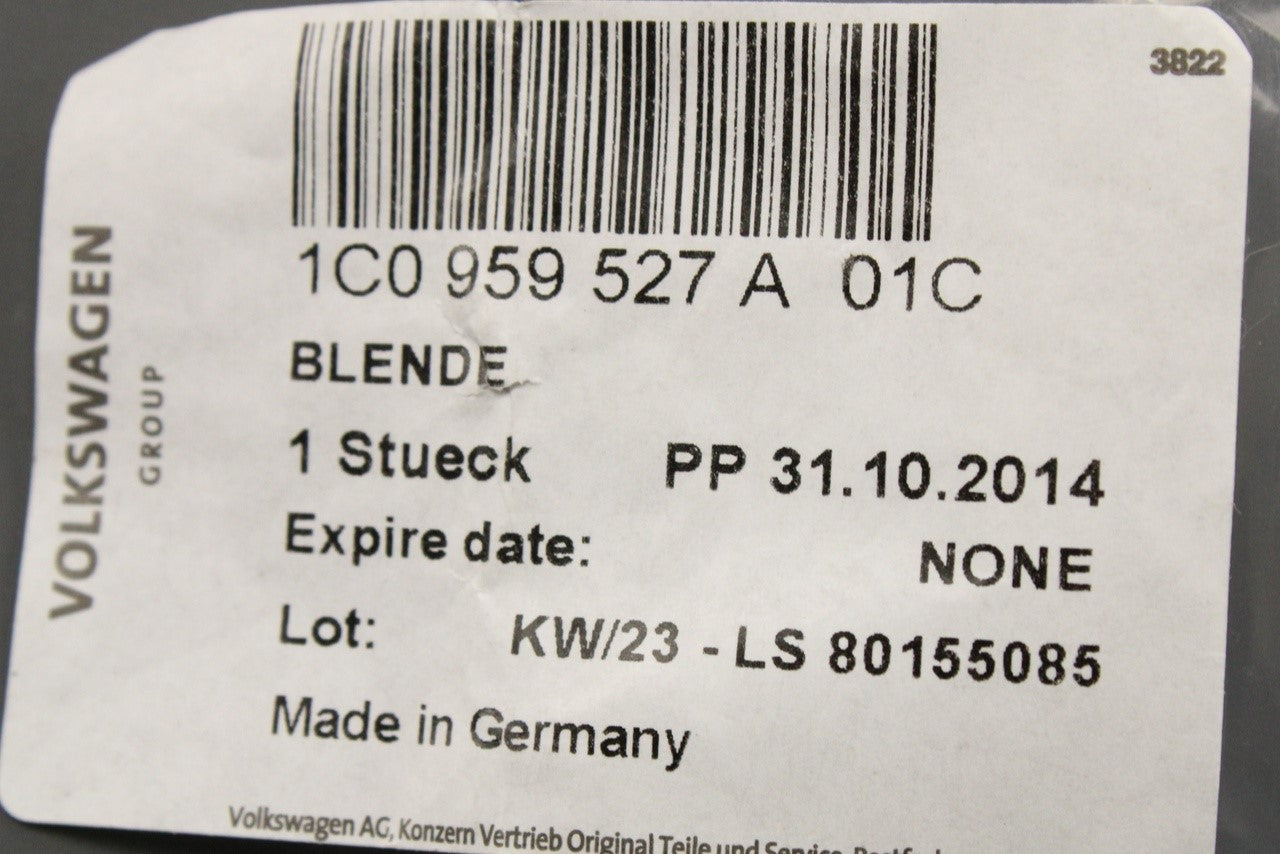 3822
1C0 959 527 A 01C
BLENDE
1 Stueck PP 31.10.2014
Expire date: NONE
Lot: KW/23 - LS 80155085
Made in Germany
VOLKSWAGEN
GROUP
Volkswagen AG, Konzern Vertrieb Original Teile und Service,